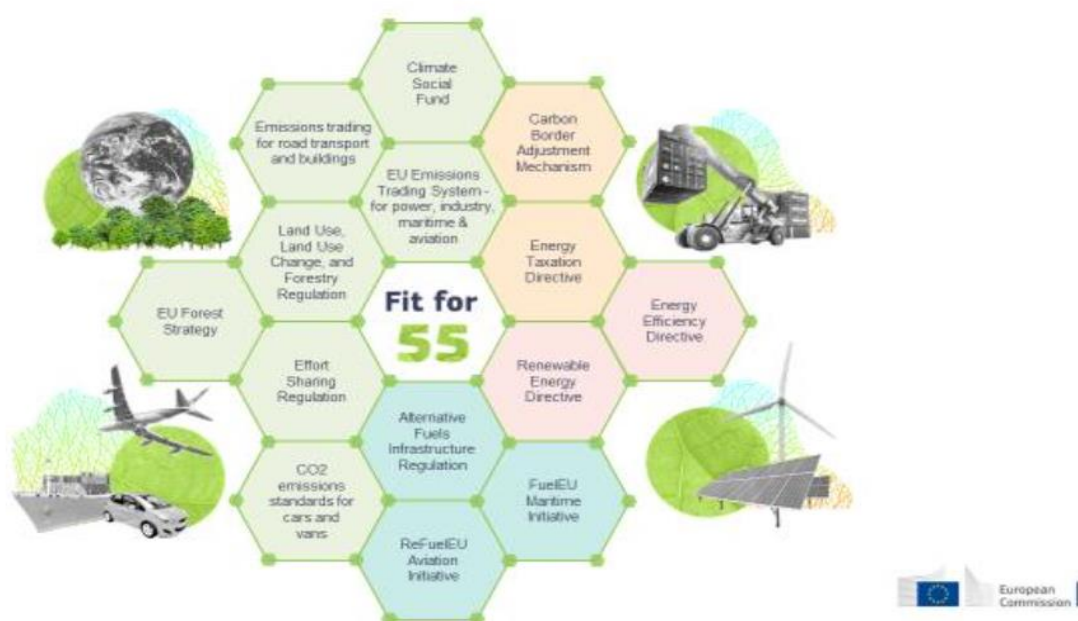 Climate
Social
Fund
Emissions trading
for road transport
and buildings
Carbon
Border
Adjustment
Mechanism
EU Emissions
Trading System -
for power, industry,
maritime &
aviation
Land Use,
Land Use
Change, and
Forestry
Regulation
Energy
Taxation
Directive
EU Forest
Strategy
Fit for
55
Energy
Efficiency
Directive
Effort
Sharing
Regulation
Renewable
Energy
Directive
Alternative
Fuels
Infrastructure
Regulation
CO2
emissions
standards for
cars and
vans
FuelEU
Maritime
Initiative
ReFuelEU
Aviation
Initiative
European
Commission